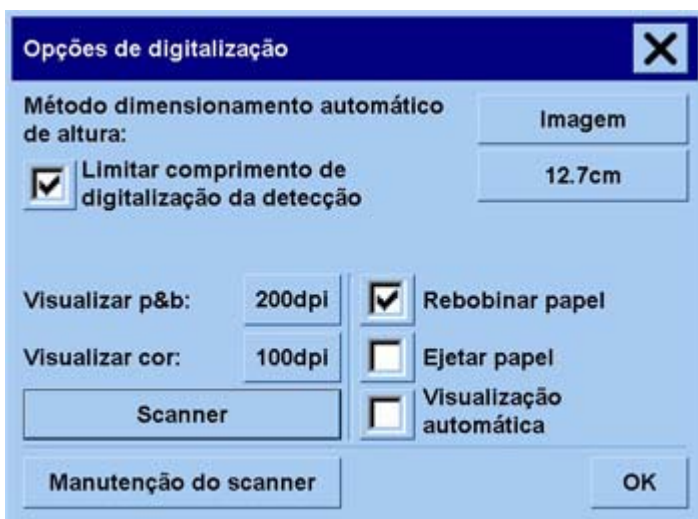 Opções de digitalização
Método dimensionamento automático
de altura:
Imagem
Limitar comprimento de
digitalização da detecção
12.7cm
Visualizar p&b:
200dpi
Rebobinar papel
Visualizar cor:
100dpi
Ejetar papel
Scanner
Visualização
automática
Manutenção do scanner
OK